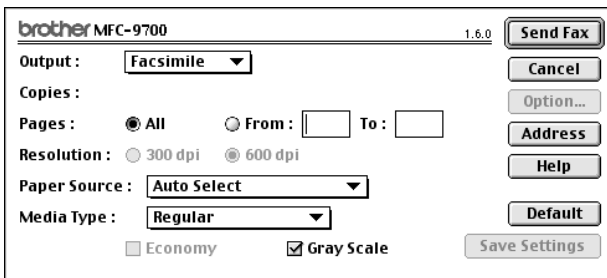 brother MFC-9700 1.6.0 Send Fax
Output : Facsimile Cancel
Copies : Option...
Pages : All From : To : Address
Resolution : 300 dpi 600 dpi Help
Paper Source : Auto Select
Media Type : Regular Default
Economy Gray Scale Save Settings